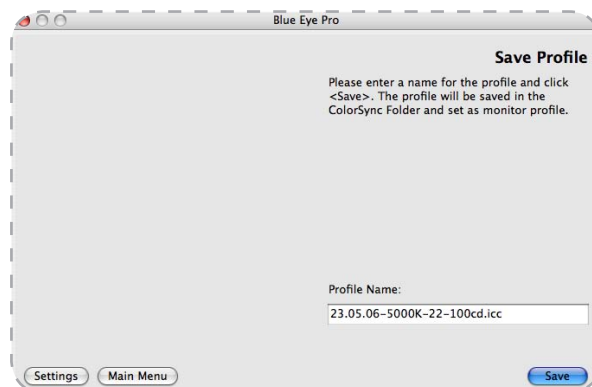 Blue Eye Pro
Save Profile
Please enter a name for the profile and click
<Save>. The profile will be saved in the
ColorSync Folder and set as monitor profile.
Profile Name:
23.05.06-5000K-22-100cd.icc
Settings
Main Menu
Save